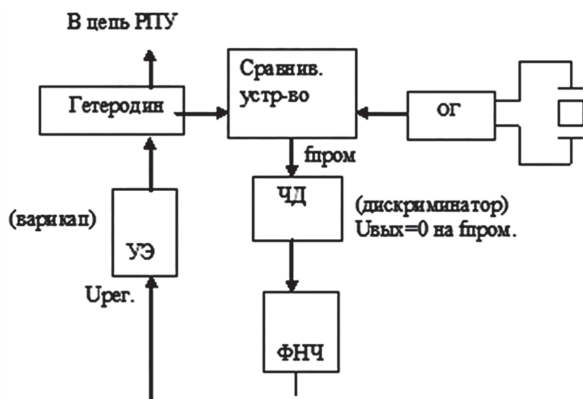 В цепь РПУ
Гетеродин
Сравнив.
устр-во
ОГ
fпром
(варикап)
УЭ
ЧД
(дискриминатор)
Uвых=0 на fпром.
Uрег.
ФНЧ